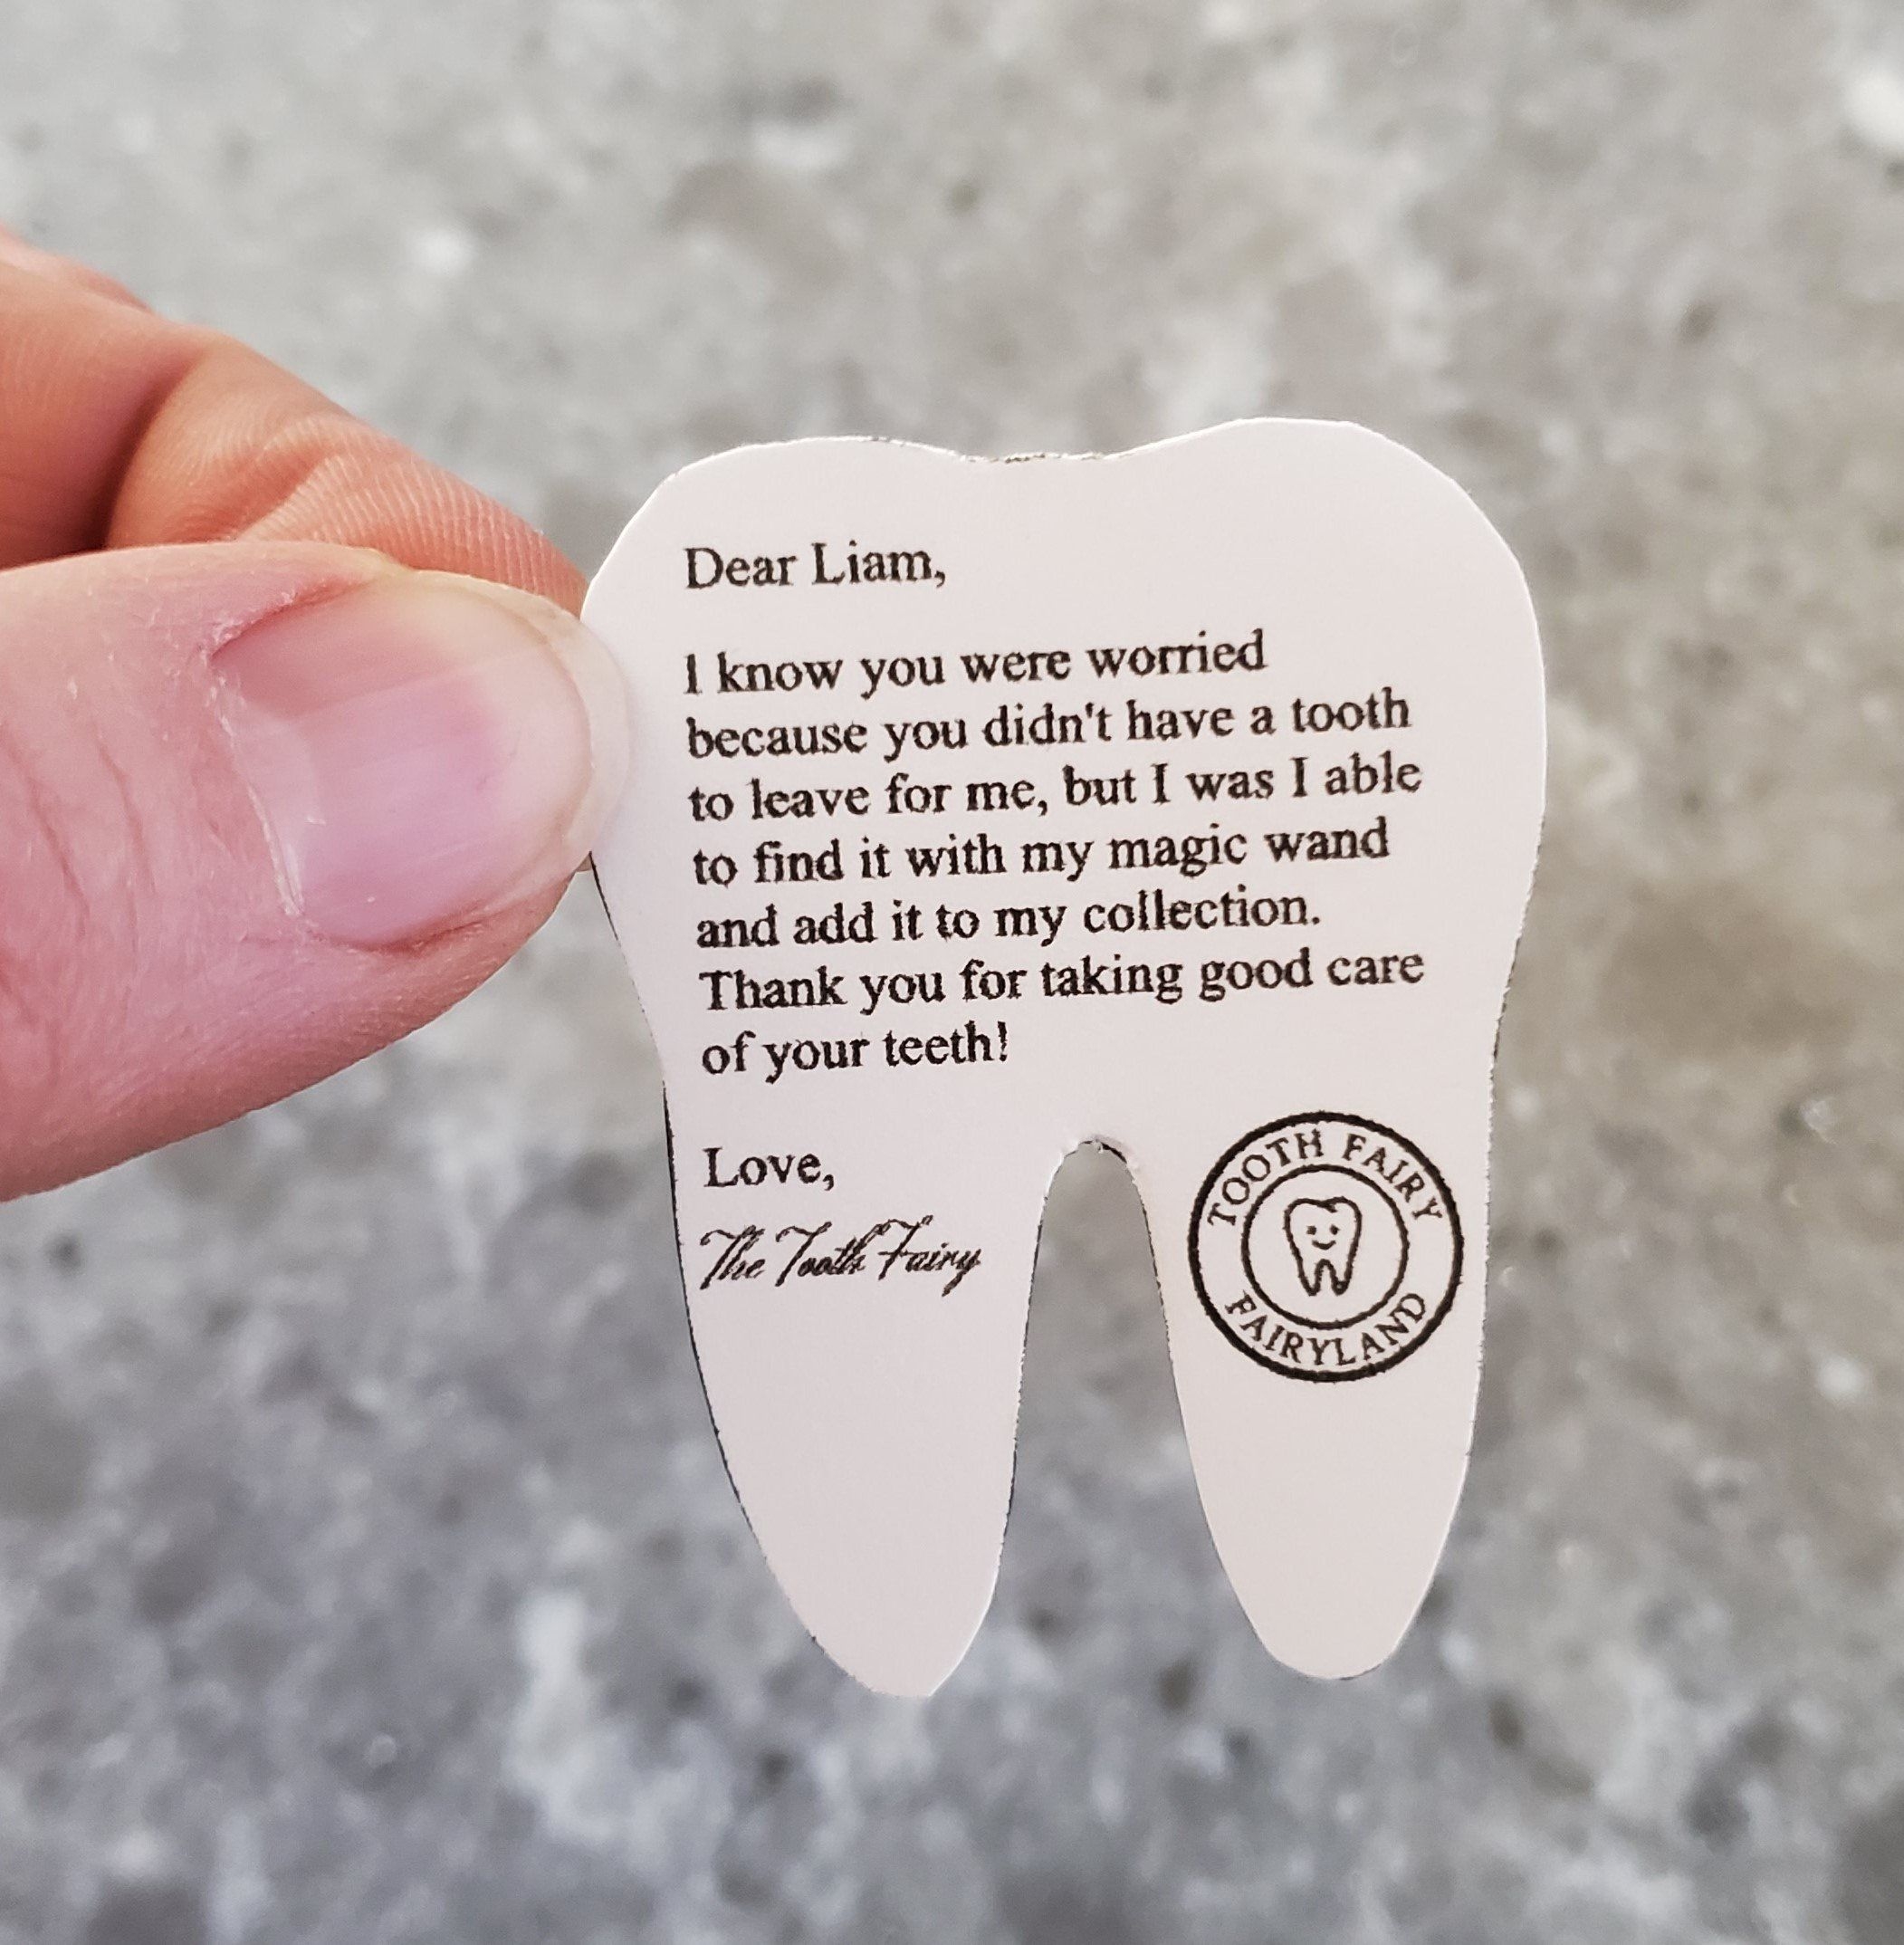 Dear Liam,
I know you were worried
because you didn't have a tooth
to leave for me, but I was I able
to find it with my magic wand
and add it to my collection.
Thank you for taking good care
of your teeth!
Love,
The Tooth Fairy
TOOTH FAIRY
FAIRYLAND